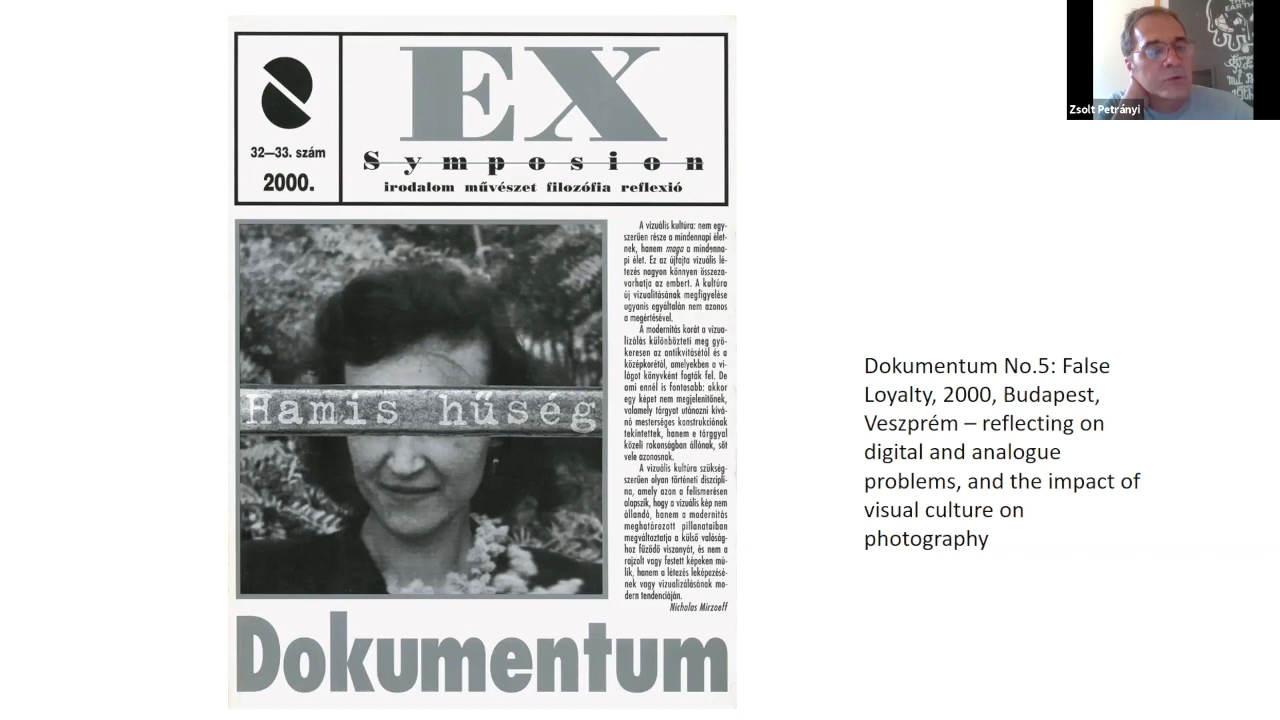 32—33. szám
2000.
EX
Symposion
irodalom művészet filozófia reflexió
Hamis hűség
A vizuális kultúra: nem egy-
szerűen része a mindennapi élet-
nek, hanem maga a mindenna-
pi élet. Ez az újfajta vizuális lé-
tezés nagyon könnyen összeza-
varhatja az embert. A kultúra
új vizualitásának megfigyelése
ugyanis egyáltalán nem azonos
a megértésével.
A modernitás korát a vizua-
lizálás különbözteti meg gyö-
keresen az antikvitásétól és a
középkorétól, amelyekben a vi-
lágot könyvként fogták fel. De
ami ennél is fontosabb: akkor
egy képet nem megjelenítőnek,
valamely tárgyat utánozni kívá-
nó mesterséges konstrukciónak
tekintettek, hanem e tárggyal
közeli rokonságban állónak, sőt
vele azonosnak.
A vizuális kultúra szükség-
szerűen olyan történeti diszcipli-
na, amely azon a felismerésen
alapszik, hogy a vizuális kép nem
állandó, hanem a modernitás
meghatározott pillanataiban
megváltoztatja a külső valóság-
hoz fűződő viszonyát, és nem a
rajzolt vagy festett képeken mú-
lik, hanem a létezés leképezésé-
nek vagy vizualizálásának mo-
dern tendenciáján.
Nicholas Mirzoeff
Dokumentum
Dokumentum No.5: False
Loyalty, 2000, Budapest,
Veszprém – reflecting on
digital and analogue
problems, and the impact of
visual culture on
photography
EARTH
Zsolt Petrányi